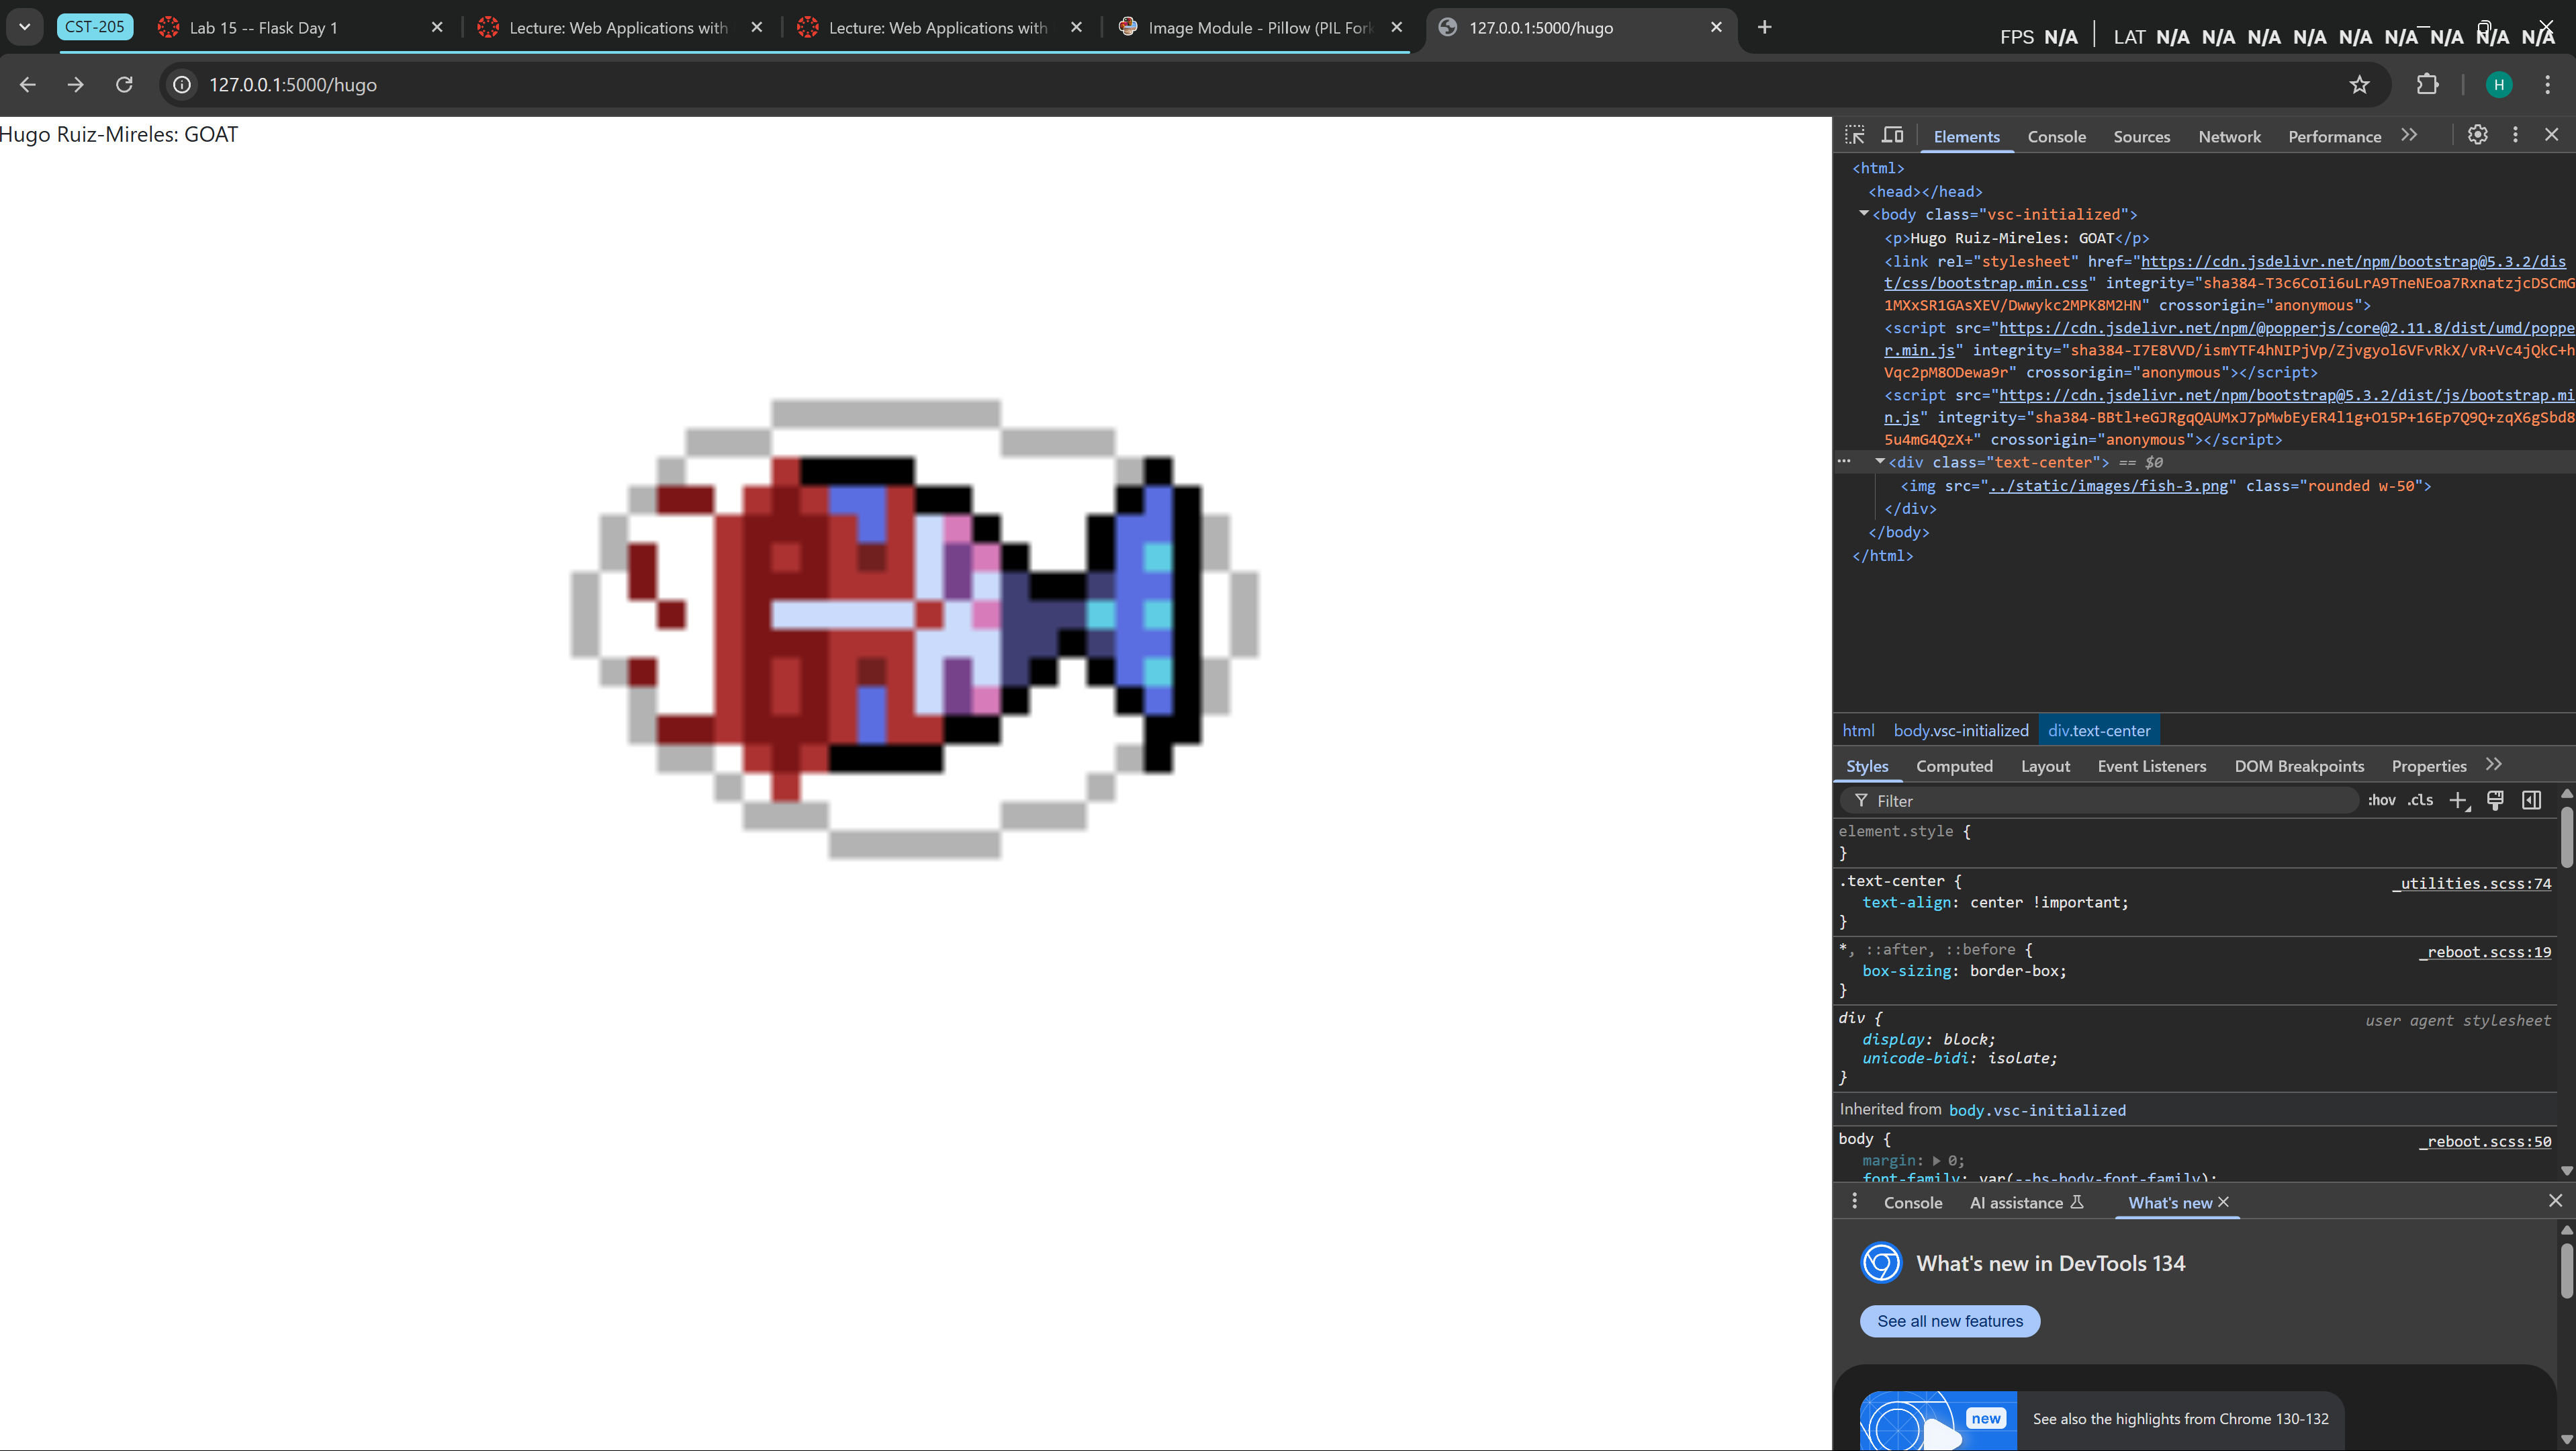 CST-205 Lab 15 -- Flask Day 1 Lecture: Web Applications with Lecture: Web Applications with Image Module - Pillow (PIL Fork 127.0.0.1:5000/hugo
FPS N/A | LAT N/A N/A N/A N/A N/A N/A N/A N/A N/A
127.0.0.1:5000/hugo H
Hugo Ruiz-Mireles: GOAT
Elements Console Sources Network Performance
<html>
<head></head>
<body class="vsc-initialized">
<p>Hugo Ruiz-Mireles: GOAT</p>
<link rel="stylesheet" href="https://cdn.jsdelivr.net/npm/bootstrap@5.3.2/dis
t/css/bootstrap.min.css" integrity="sha384-T3c6CoIi6uLrA9TneNEoa7RxnatzjcDSCmG
1MXxSR1GAsXEV/Dwwykc2MPK8M2HN" crossorigin="anonymous">
<script src="https://cdn.jsdelivr.net/npm/@popperjs/core@2.11.8/dist/umd/poppe
r.min.js" integrity="sha384-I7E8VVD/ismYTF4hNIPjVp/Zjvgyol6VFvRkX/vR+Vc4jQkC+h
Vqc2pM8ODewa9r" crossorigin="anonymous"></script>
<script src="https://cdn.jsdelivr.net/npm/bootstrap@5.3.2/dist/js/bootstrap.mi
n.js" integrity="sha384-BBtl+eGJRgqQAUMxJ7pMwbEyER4l1g+O15P+16Ep7Q9Q+zqX6gSbd8
5u4mG4QzX+" crossorigin="anonymous"></script>
<div class="text-center"> == $0
<img src="../static/images/fish-3.png" class="rounded w-50">
</div>
</body>
</html>
html body.vsc-initialized div.text-center
Styles Computed Layout Event Listeners DOM Breakpoints Properties
Filter :hov .cls
element.style {
}
.text-center { _utilities.scss:74
text-align: center !important;
}
*, ::after, ::before { _reboot.scss:19
box-sizing: border-box;
}
div { user agent stylesheet
display: block;
unicode-bidi: isolate;
}
Inherited from body.vsc-initialized
body { _reboot.scss:50
margin: 0;
font-family: var(--bs-body-font-family);
Console AI assistance What's new
What's new in DevTools 134
See all new features
new See also the highlights from Chrome 130-132